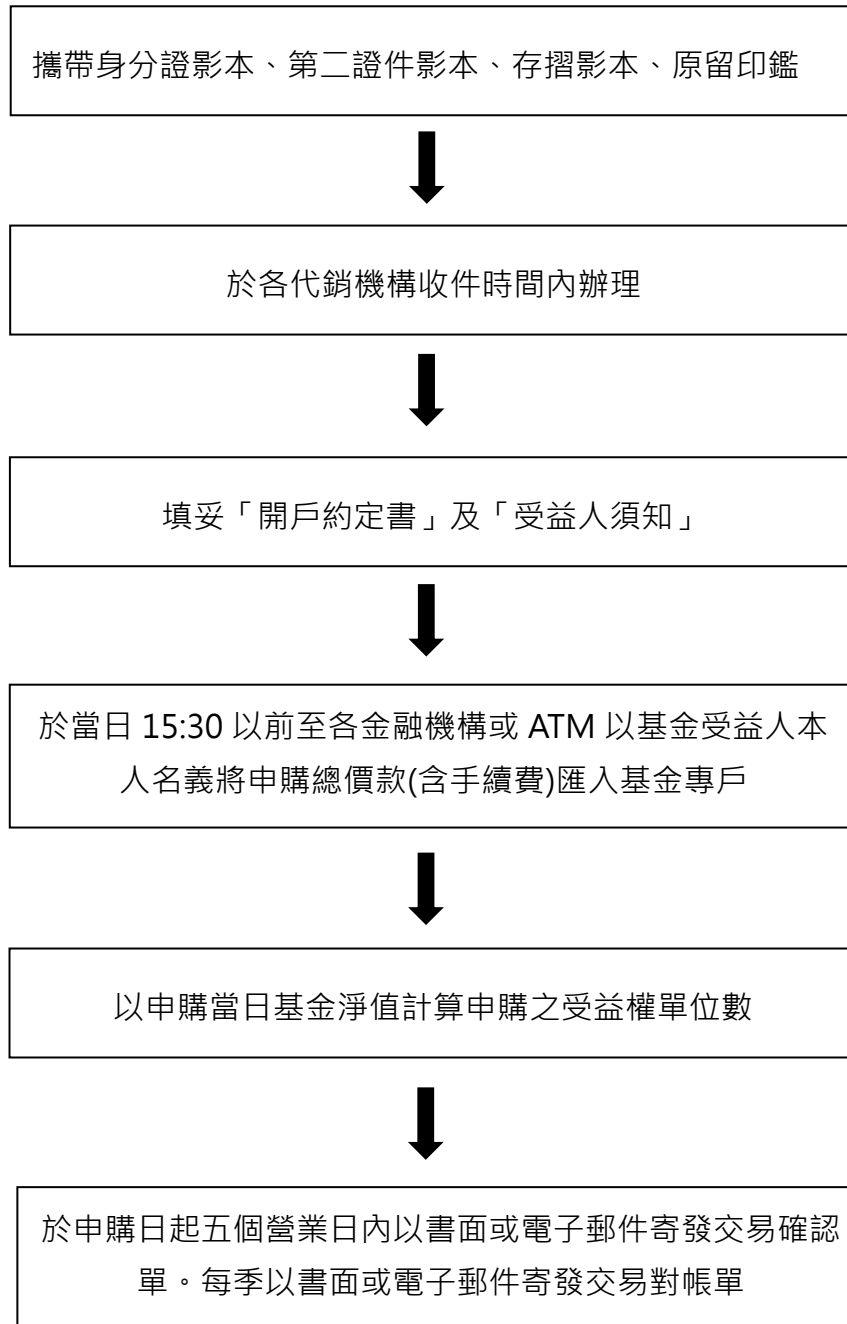 攜帶身分證影本、第二證件影本、存摺影本、原留印鑑
於各代銷機構收件時間內辦理
填妥「開戶約定書」及「受益人須知」
於當日 15:30 以前至各金融機構或 ATM 以基金受益人本
人名義將申購總價款(含手續費)匯入基金專戶
以申購當日基金淨值計算申購之受益權單位數
於申購日起五個營業日內以書面或電子郵件寄發交易確認
單。每季以書面或電子郵件寄發交易對帳單